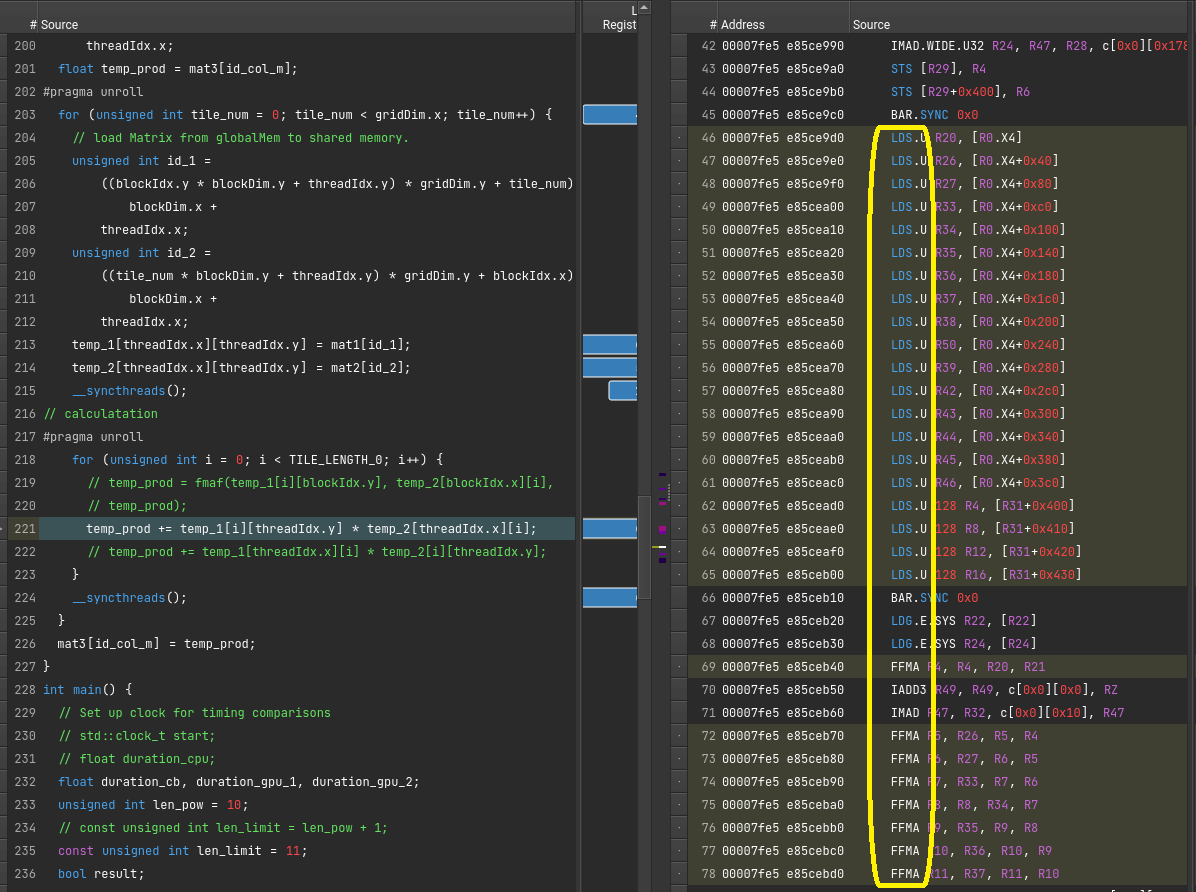 # Source
L
Regist
# Address Source
200 threadIdx.x;
201 float temp_prod = mat3[id_col_m];
202 #pragma unroll
203 for (unsigned int tile_num = 0; tile_num < gridDim.x; tile_num++) {
204 // load Matrix from globalMem to shared memory.
205 unsigned int id_1 =
206 ((blockIdx.y * blockDim.y + threadIdx.y) * gridDim.y + tile_num)
207 blockDim.x +
208 threadIdx.x;
209 unsigned int id_2 =
210 ((tile_num * blockDim.y + threadIdx.y) * gridDim.y + blockIdx.x)
211 blockDim.x +
212 threadIdx.x;
213 temp_1[threadIdx.x][threadIdx.y] = mat1[id_1];
214 temp_2[threadIdx.x][threadIdx.y] = mat2[id_2];
215 __syncthreads();
216 // calculatation
217 #pragma unroll
218 for (unsigned int i = 0; i < TILE_LENGTH_0; i++) {
219 // temp_prod = fmaf(temp_1[i][blockIdx.y], temp_2[blockIdx.x][i],
220 // temp_prod);
221 temp_prod += temp_1[i][threadIdx.y] * temp_2[threadIdx.x][i];
222 // temp_prod += temp_1[threadIdx.x][i] * temp_2[i][threadIdx.y];
223 }
224 __syncthreads();
225 }
226 mat3[id_col_m] = temp_prod;
227 }
228 int main() {
229 // Set up clock for timing comparisons
230 // std::clock_t start;
231 // float duration_cpu;
232 float duration_cb, duration_gpu_1, duration_gpu_2;
233 unsigned int len_pow = 10;
234 // const unsigned int len_limit = len_pow + 1;
235 const unsigned int len_limit = 11;
236 bool result;
42 00007fe5 e85ce990 IMAD.WIDE.U32 R24, R47, R28, c[0x0][0x178
43 00007fe5 e85ce9a0 STS [R29], R4
44 00007fe5 e85ce9b0 STS [R29+0x400], R6
45 00007fe5 e85ce9c0 BAR.SYNC 0x0
46 00007fe5 e85ce9d0 LDS.U R20, [R0.X4]
47 00007fe5 e85ce9e0 LDS.U R26, [R0.X4+0x40]
48 00007fe5 e85ce9f0 LDS.U R27, [R0.X4+0x80]
49 00007fe5 e85cea00 LDS.U R33, [R0.X4+0xc0]
50 00007fe5 e85cea10 LDS.U R34, [R0.X4+0x100]
51 00007fe5 e85cea20 LDS.U R35, [R0.X4+0x140]
52 00007fe5 e85cea30 LDS.U R36, [R0.X4+0x180]
53 00007fe5 e85cea40 LDS.U R37, [R0.X4+0x1c0]
54 00007fe5 e85cea50 LDS.U R38, [R0.X4+0x200]
55 00007fe5 e85cea60 LDS.U R50, [R0.X4+0x240]
56 00007fe5 e85cea70 LDS.U R39, [R0.X4+0x280]
57 00007fe5 e85cea80 LDS.U R42, [R0.X4+0x2c0]
58 00007fe5 e85cea90 LDS.U R43, [R0.X4+0x300]
59 00007fe5 e85ceaa0 LDS.U R44, [R0.X4+0x340]
60 00007fe5 e85ceab0 LDS.U R45, [R0.X4+0x380]
61 00007fe5 e85ceac0 LDS.U R46, [R0.X4+0x3c0]
62 00007fe5 e85cead0 LDS.U 128 R4, [R31+0x400]
63 00007fe5 e85ceae0 LDS.U 128 R8, [R31+0x410]
64 00007fe5 e85ceaf0 LDS.U 128 R12, [R31+0x420]
65 00007fe5 e85ceb00 LDS.U 128 R16, [R31+0x430]
66 00007fe5 e85ceb10 BAR.SYNC 0x0
67 00007fe5 e85ceb20 LDG.E.SYS R22, [R22]
68 00007fe5 e85ceb30 LDG.E.SYS R24, [R24]
69 00007fe5 e85ceb40 FFMA R4, R4, R20, R21
70 00007fe5 e85ceb50 IADD3 R49, R49, c[0x0][0x0], RZ
71 00007fe5 e85ceb60 IMAD R47, R32, c[0x0][0x10], R47
72 00007fe5 e85ceb70 FFMA R5, R26, R5, R4
73 00007fe5 e85ceb80 FFMA R6, R27, R6, R5
74 00007fe5 e85ceb90 FFMA R7, R33, R7, R6
75 00007fe5 e85ceba0 FFMA R8, R8, R34, R7
76 00007fe5 e85cebb0 FFMA R9, R35, R9, R8
77 00007fe5 e85cebc0 FFMA R10, R36, R10, R9
78 00007fe5 e85cebd0 FFMA R11, R37, R11, R10